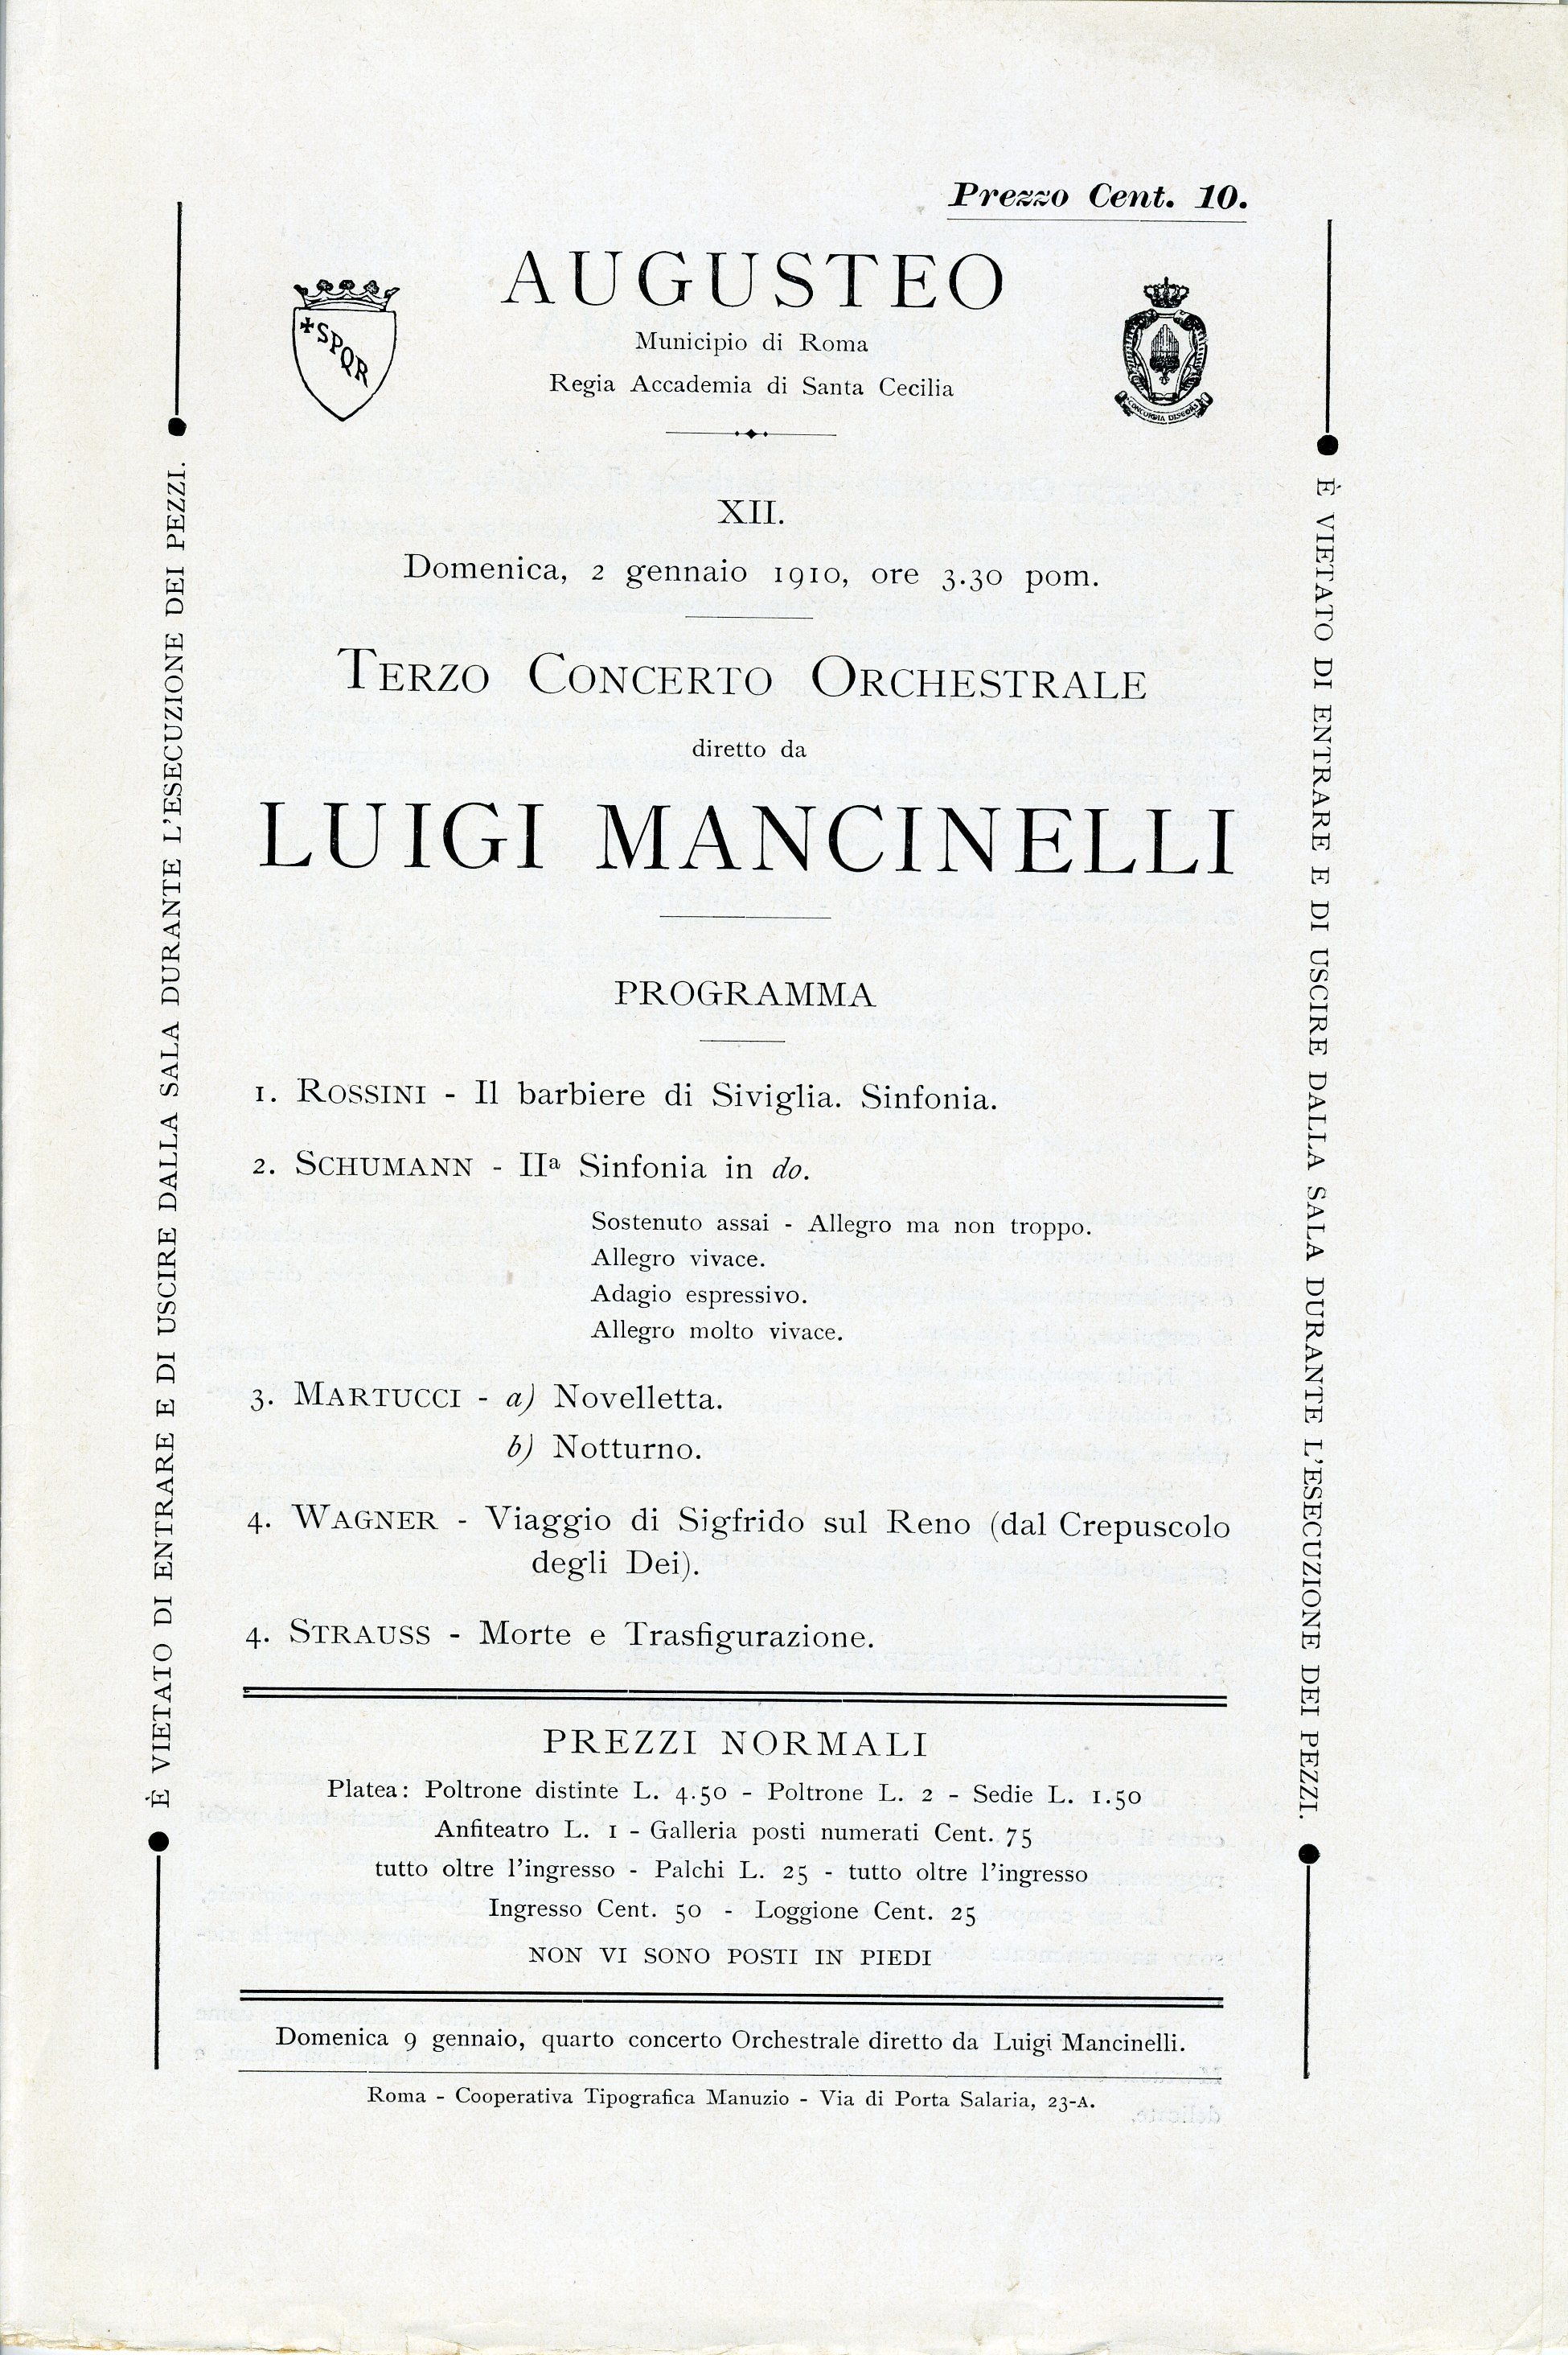 Prezzo Cent. 10.
AUGUSTEO
Municipio di Roma
Regia Accademia di Santa Cecilia
+SPQR
CONCORDIA DISCORS
XII.
Domenica, 2 gennaio 1910, ore 3.30 pom.
TERZO CONCERTO ORCHESTRALE
diretto da
LUIGI MANCINELLI
PROGRAMMA
1. ROSSINI - Il barbiere di Siviglia. Sinfonia.
2. SCHUMANN - IIª Sinfonia in do.
Sostenuto assai - Allegro ma non troppo.
Allegro vivace.
Adagio espressivo.
Allegro molto vivace.
3. MARTUCCI - a) Novelletta.
b) Notturno.
4. WAGNER - Viaggio di Sigfrido sul Reno (dal Crepuscolo
degli Dei).
4. STRAUSS - Morte e Trasfigurazione.
PREZZI NORMALI
Platea: Poltrone distinte L. 4.50 - Poltrone L. 2 - Sedie L. 1.50
Anfiteatro L. 1 - Galleria posti numerati Cent. 75
tutto oltre l'ingresso - Palchi L. 25 - tutto oltre l'ingresso
Ingresso Cent. 50 - Loggione Cent. 25
NON VI SONO POSTI IN PIEDI
Domenica 9 gennaio, quarto concerto Orchestrale diretto da Luigi Mancinelli.
Roma - Cooperativa Tipografica Manuzio - Via di Porta Salaria, 23-A.
È VIETATO DI ENTRARE E DI USCIRE DALLA SALA DURANTE L'ESECUZIONE DEI PEZZI.
È VIETATO DI ENTRARE E DI USCIRE DALLA SALA DURANTE L'ESECUZIONE DEI PEZZI.